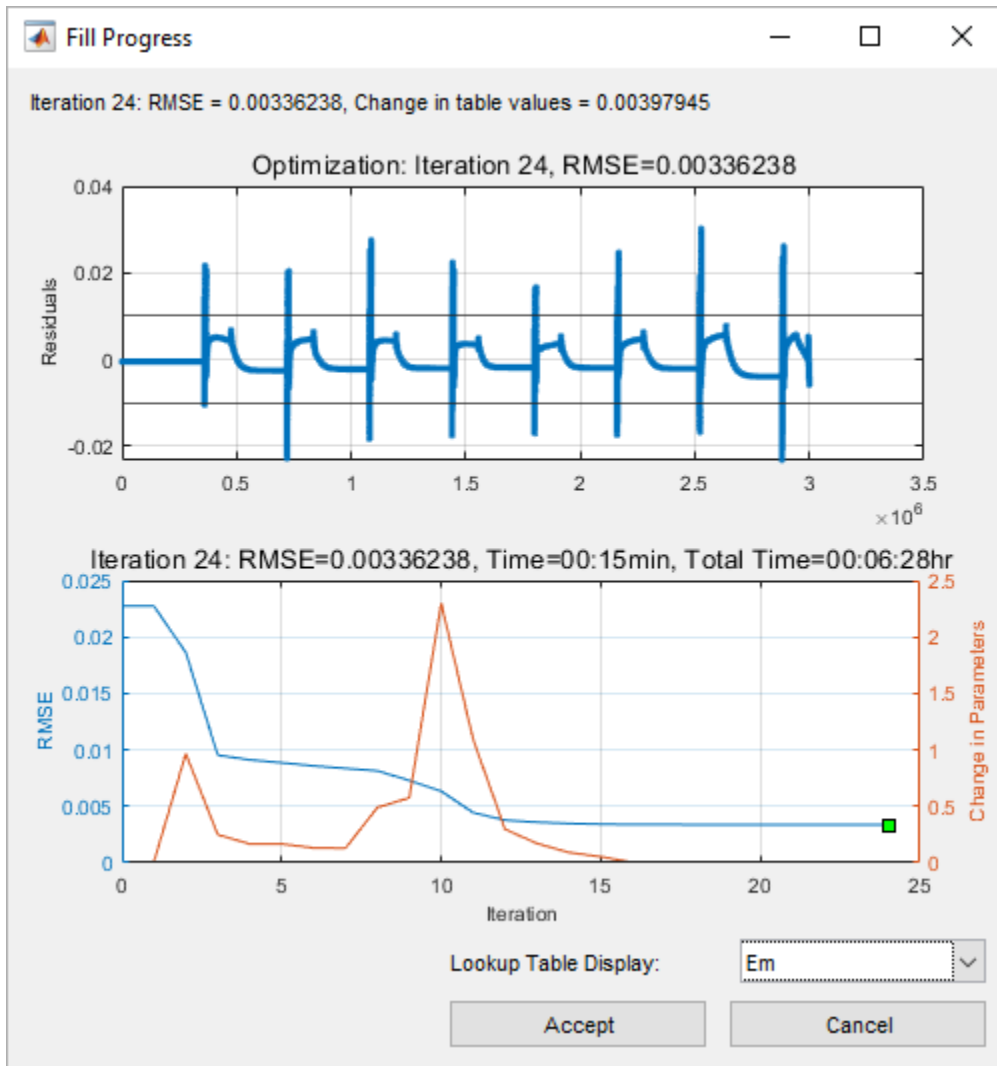 Fill Progress
Iteration 24: RMSE = 0.00336238, Change in table values = 0.00397945
Optimization: Iteration 24, RMSE=0.00336238
0.04
0.02
0
-0.02
Residuals
0 0.5 1 1.5 2 2.5 3 3.5
×10^6
Iteration 24: RMSE=0.00336238, Time=00:15min, Total Time=00:06:28hr
0.025
0.02
0.015
0.01
0.005
0
RMSE
2.5
2
1.5
1
0.5
0
Change in Parameters
0 5 10 15 20 25
Iteration
Lookup Table Display: Em
Accept Cancel